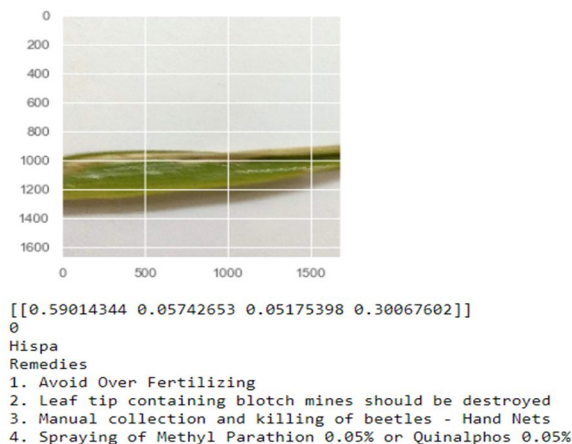 0
200
400
600
800
1000
1200
1400
1600
0 500 1000 1500
[[0.59014344 0.05742653 0.05175398 0.30067602]]
0
Hispa
Remedies
1. Avoid Over Fertilizing
2. Leaf tip containing blotch mines should be destroyed
3. Manual collection and killing of beetles - Hand Nets
4. Spraying of Methyl Parathion 0.05% or Quinalphos 0.05%